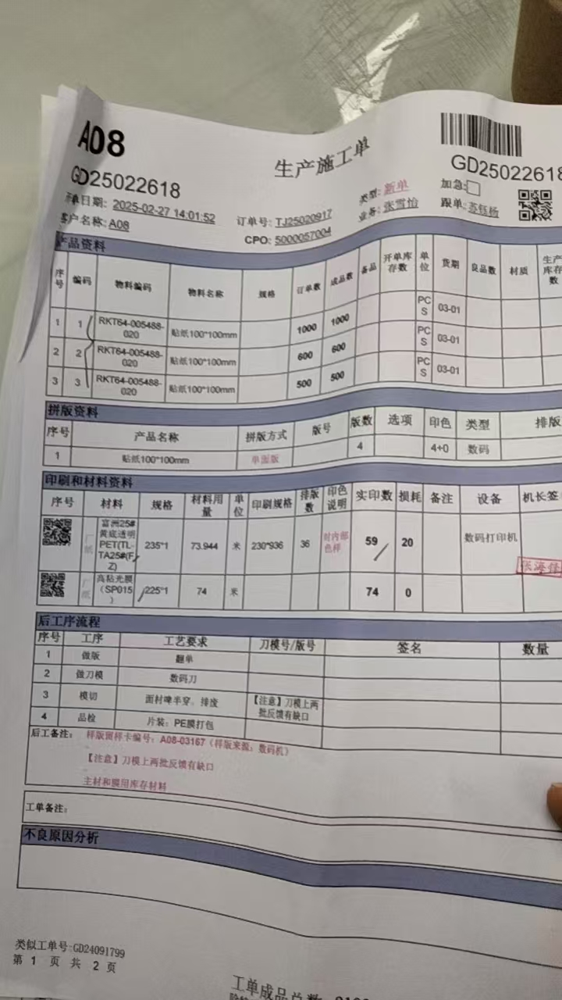 A08
生产施工单
GD25022618
GD2502261
单日期: 2025-02-27 14:01:52
订单号: TJ25020917
类型: 新单
加急:
客户名称: A08
CPO: 5000057004
业务: 张雪怡
跟单: 苏钰杨
产品资料
序号 编码 物料编码 物料名称 规格 订单数 成品数 备品 开单库存数 单位 货期 良品数 材质 生产库存数
1 1 RKT64-005488-020 贴纸100*100mm 1000 1000 PCS 03-01
2 2 RKT64-005488-020 贴纸100*100mm 600 600 PCS 03-01
3 3 RKT64-005488-020 贴纸100*100mm 500 500 PCS 03-01
拼版资料
序号 产品名称 拼版方式 版号 版数 选项 印色 类型 排版
1 贴纸100*100mm 单面版 4 4+0 数码
印刷和材料资料
序号 材料 规格 材料用量 单位 印刷规格 排版数 印色说明 实印数 损耗 备注 设备 机长签
厂纸 富洲25#黄底透明PET(TL-TA25#(FZ) 235*1 73.944 米 230*936 36 对内部色样 59 20 数码打印机
张海锋
厂纸 高粘光膜(SP015) 225*1 74 米 74 0
后工序流程
序号 工序 工艺要求 刀模号/版号 签名 数量
1 做版 翻单
2 做刀模 数码刀
3 模切 面材啤半穿,排废 【注意】刀模上两批反馈有缺口
4 品检 片装,PE膜打包
后工备注: 样版留样卡编号: A08-03167 (样版来源: 数码机)
【注意】刀模上两批反馈有缺口
主材和膜用库存材料
工单备注:
不良原因分析
类似工单号:GD24091799
第 1 页 共 2 页
工单成品总数